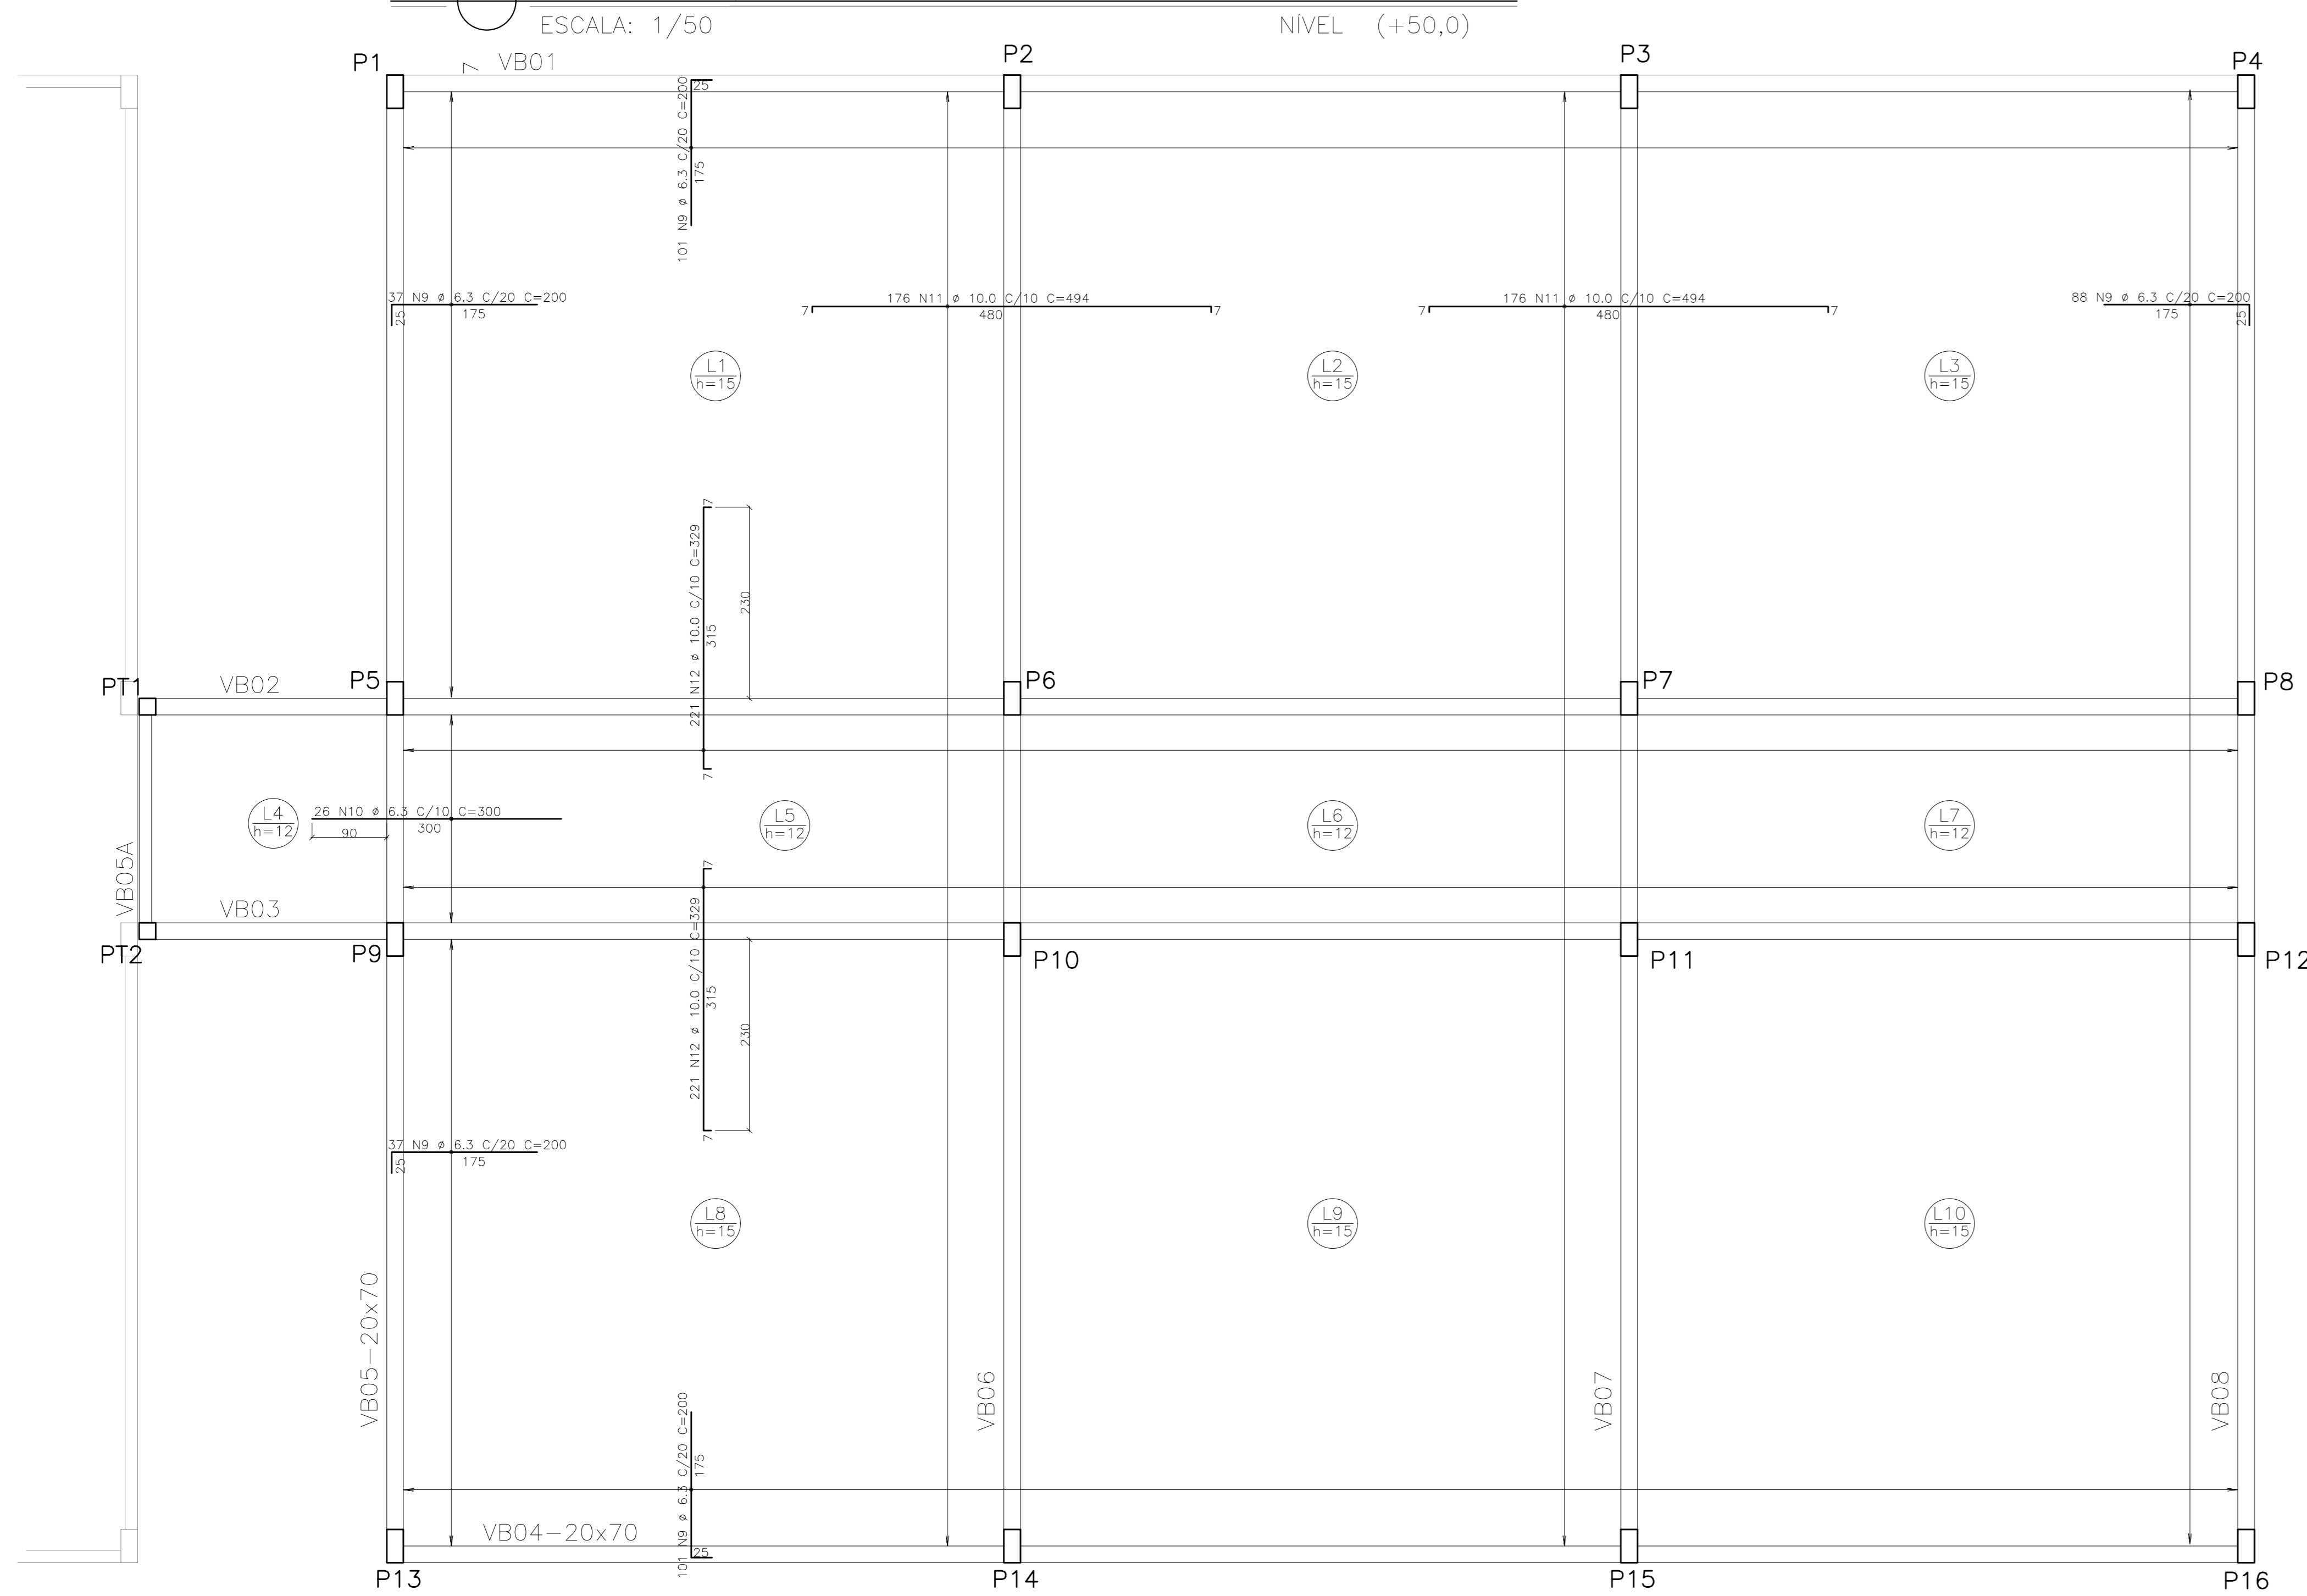 ESCALA: 1/50
NÍVEL (+50,0)
P1
7
VB01
P2
P3
P4
25
101 N9 ø 6.3 C/20 C=200
175
37 N9 ø 6.3 C/20 C=200
175
25
176 N11 ø 10.0 C/10 C=494
7
480
7
176 N11 ø 10.0 C/10 C=494
7
480
7
88 N9 ø 6.3 C/20 C=200
175
25
L1
h=15
L2
h=15
L3
h=15
7
221 N12 ø 10.0 C/10 C=329
315
230
7
PT1
VB02
P5
P6
P7
P8
L4
h=12
26 N10 ø 6.3 C/10 C=300
90
300
L5
h=12
L6
h=12
L7
h=12
VB05A
VB03
PT2
P9
P10
P11
P12
7
221 N12 ø 10.0 C/10 C=329
315
230
7
37 N9 ø 6.3 C/20 C=200
175
25
L8
h=15
L9
h=15
L10
h=15
VB05-20x70
VB06
VB07
VB08
101 N9 ø 6.3 C/20 C=200
175
25
VB04-20x70
P13
P14
P15
P16